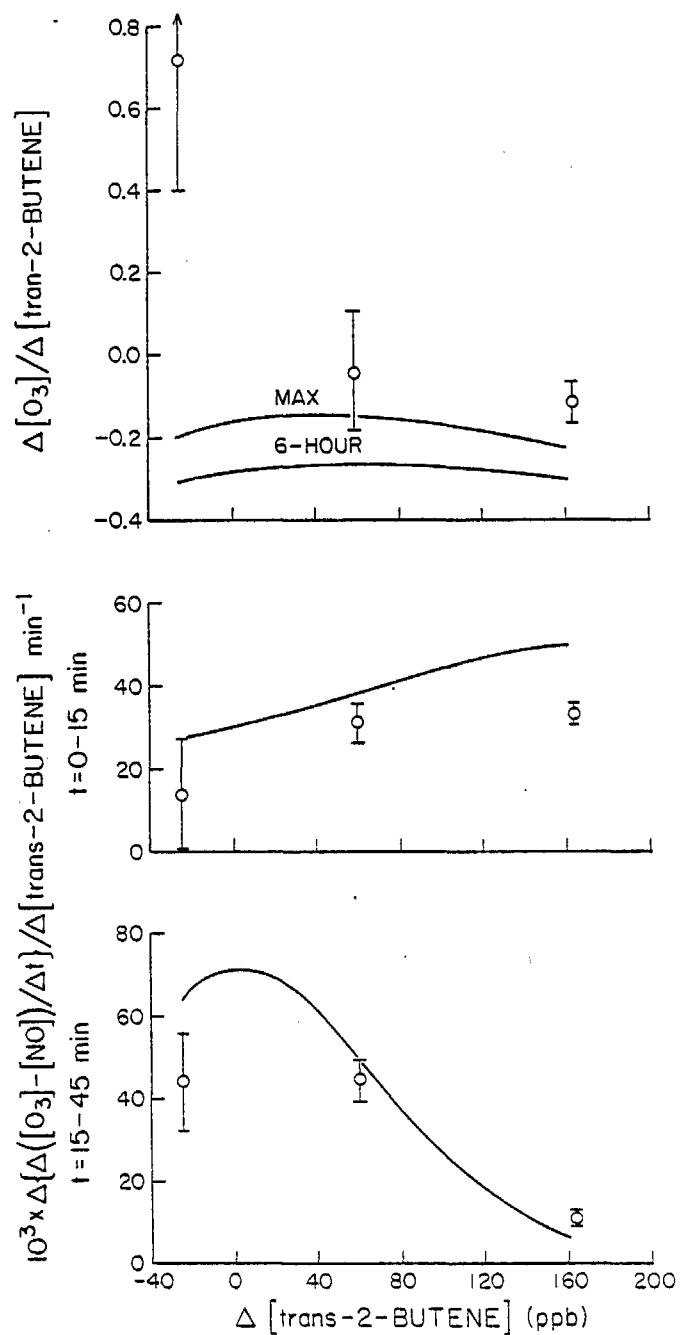 0.8
0.6
0.4
0.2
0.0
-0.2
-0.4
Δ[O₃]/Δ[tran-2-BUTENE]
MAX
6-HOUR
60
40
20
0
10³ x Δ{Δ([O₃]-[NO])/Δt}/Δ[trans-2-BUTENE] min⁻¹
t=0-15 min
80
60
40
20
0
t=15-45 min
-40 0 40 80 120 160 200
Δ [trans-2-BUTENE] (ppb)